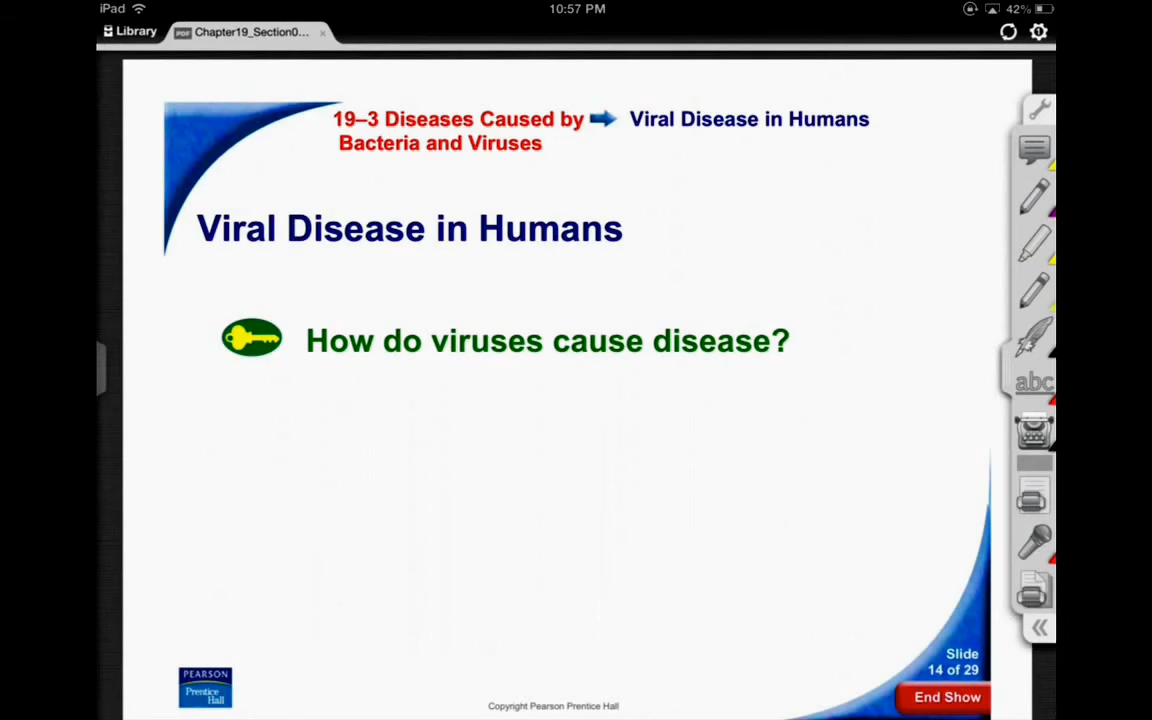 iPad 10:57 PM 42%
Library Chapter19_Section0...
19–3 Diseases Caused by Viral Disease in Humans
Bacteria and Viruses
Viral Disease in Humans
How do viruses cause disease?
abc
Slide
14 of 29
End Show
PEARSON
Prentice
Hall
Copyright Pearson Prentice Hall